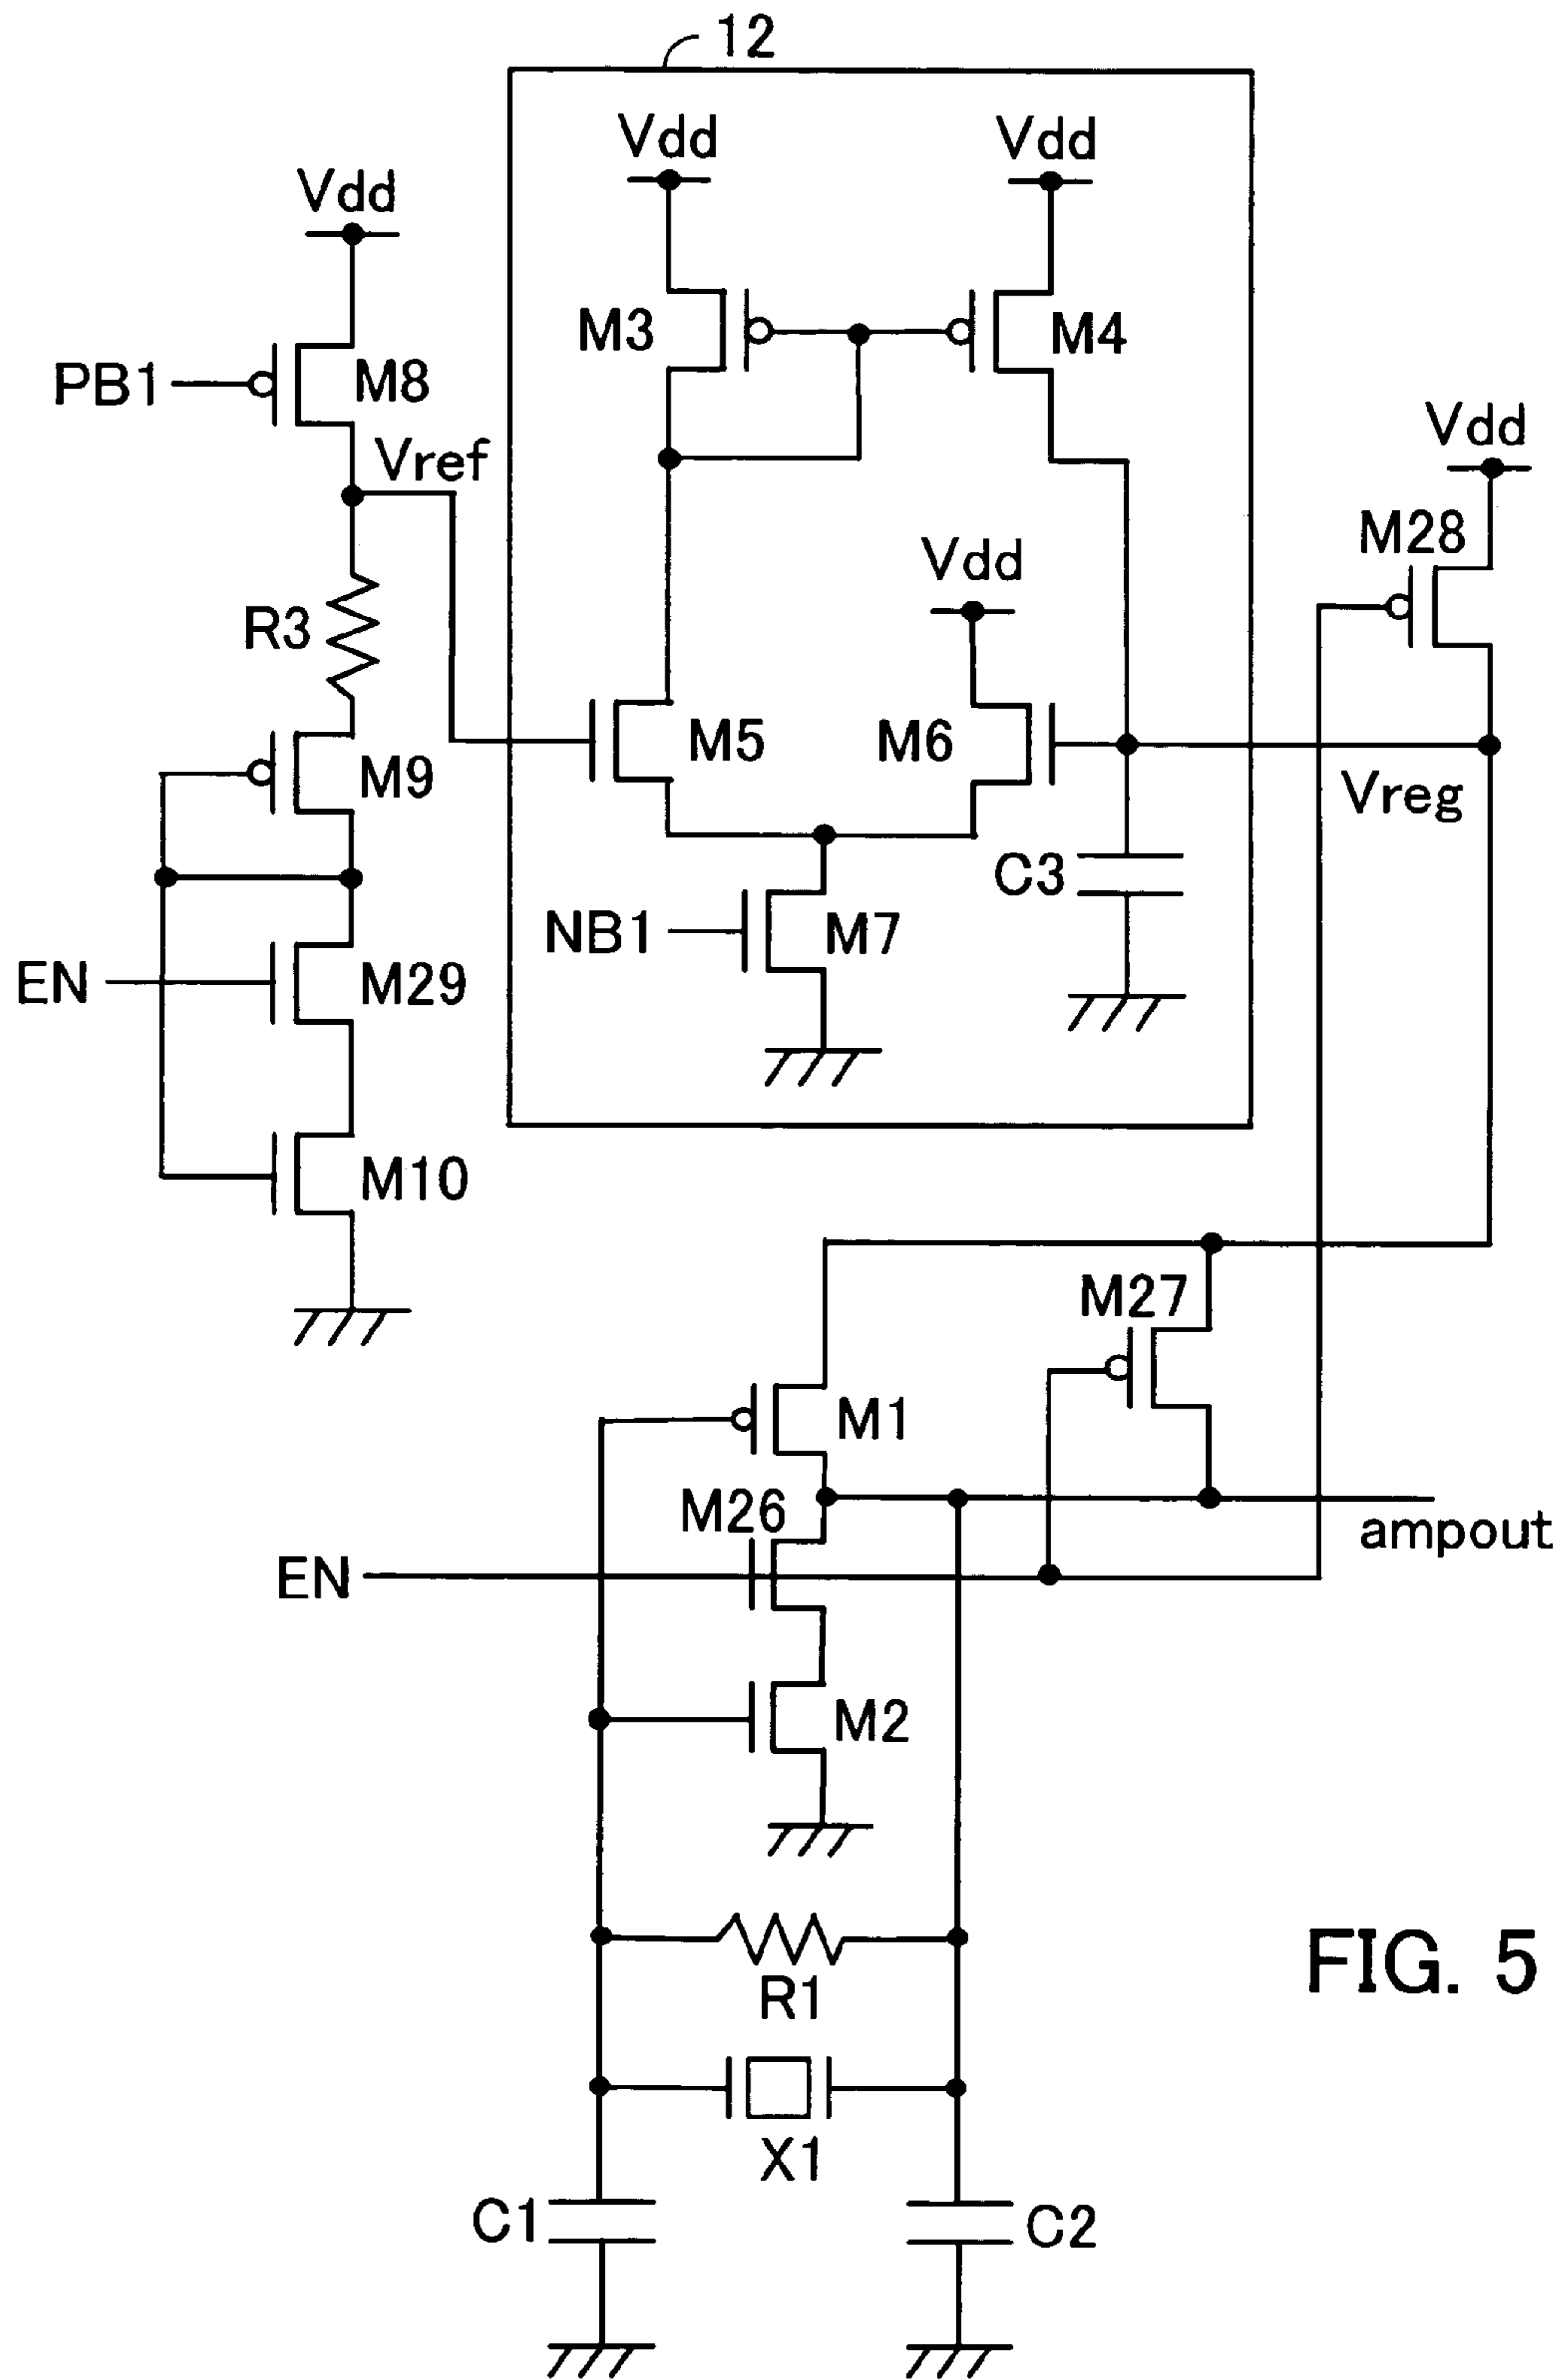 12
Vdd
Vdd
Vdd
M3
M4
PB1
M8
Vref
Vdd
M28
Vdd
R3
M5
M6
M9
Vreg
C3
NB1
M7
EN
M29
M10
M27
M1
M26
ampout
EN
M2
R1
FIG. 5
X1
C1
C2